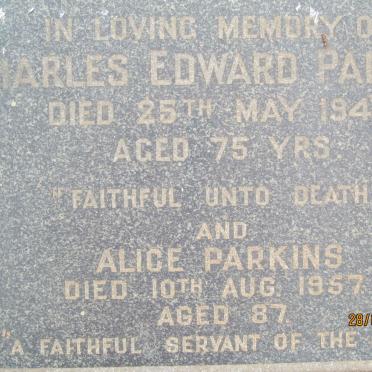 IN LOVING MEMORY O
HARLES EDWARD PA
DIED 25TH MAY 194
AGED 75 YRS.
"FAITHFUL UNTO DEATH
AND
ALICE PARKINS
DIED 10TH AUG. 1957.
AGED 87
28/
"A FAITHFUL SERVANT OF THE